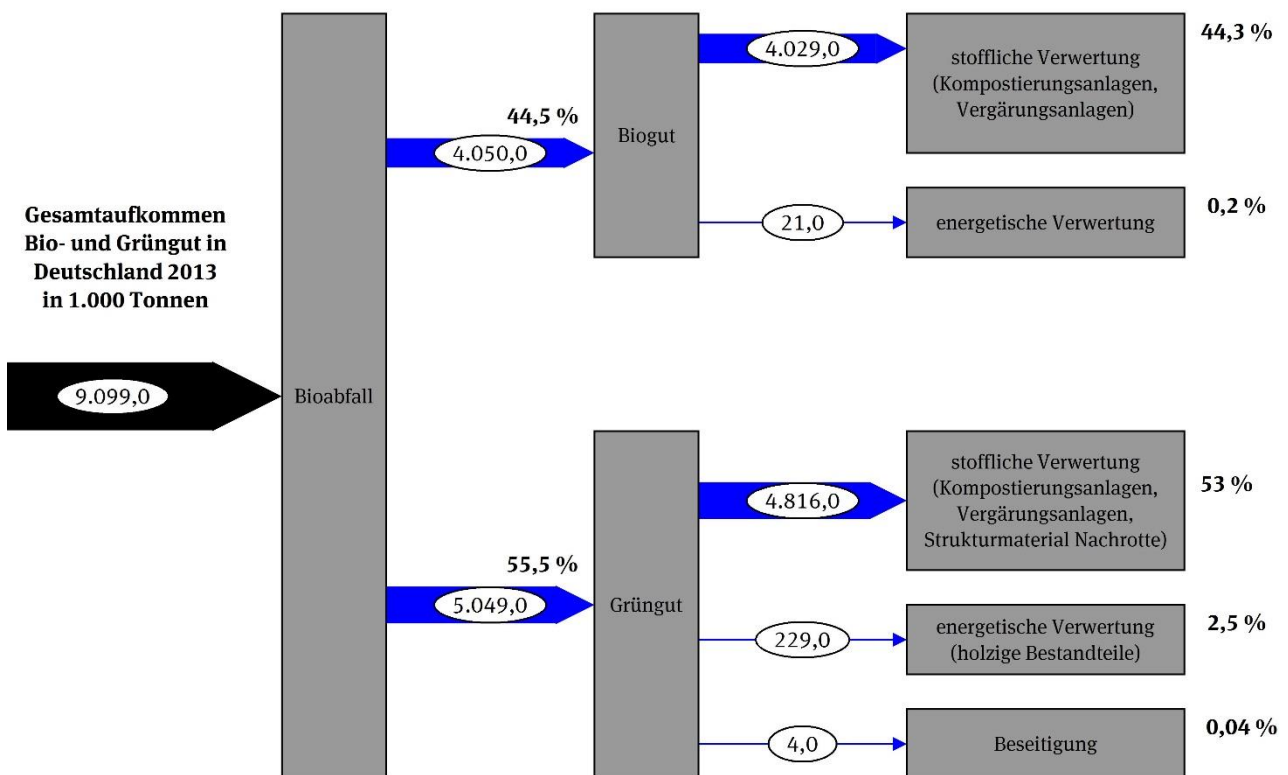 Gesamtaufkommen
Bio- und Grüngut in
Deutschland 2013
in 1.000 Tonnen
9.099,0
Bioabfall
44,5 %
4.050,0
Biogut
4.029,0
stoffliche Verwertung
(Kompostierungsanlagen,
Vergärungsanlagen)
44,3 %
21,0
energetische Verwertung
0,2 %
55,5 %
5.049,0
Grüngut
4.816,0
stoffliche Verwertung
(Kompostierungsanlagen,
Vergärungsanlagen,
Strukturmaterial Nachrotte)
53 %
229,0
energetische Verwertung
(holzige Bestandteile)
2,5 %
4,0
Beseitigung
0,04 %